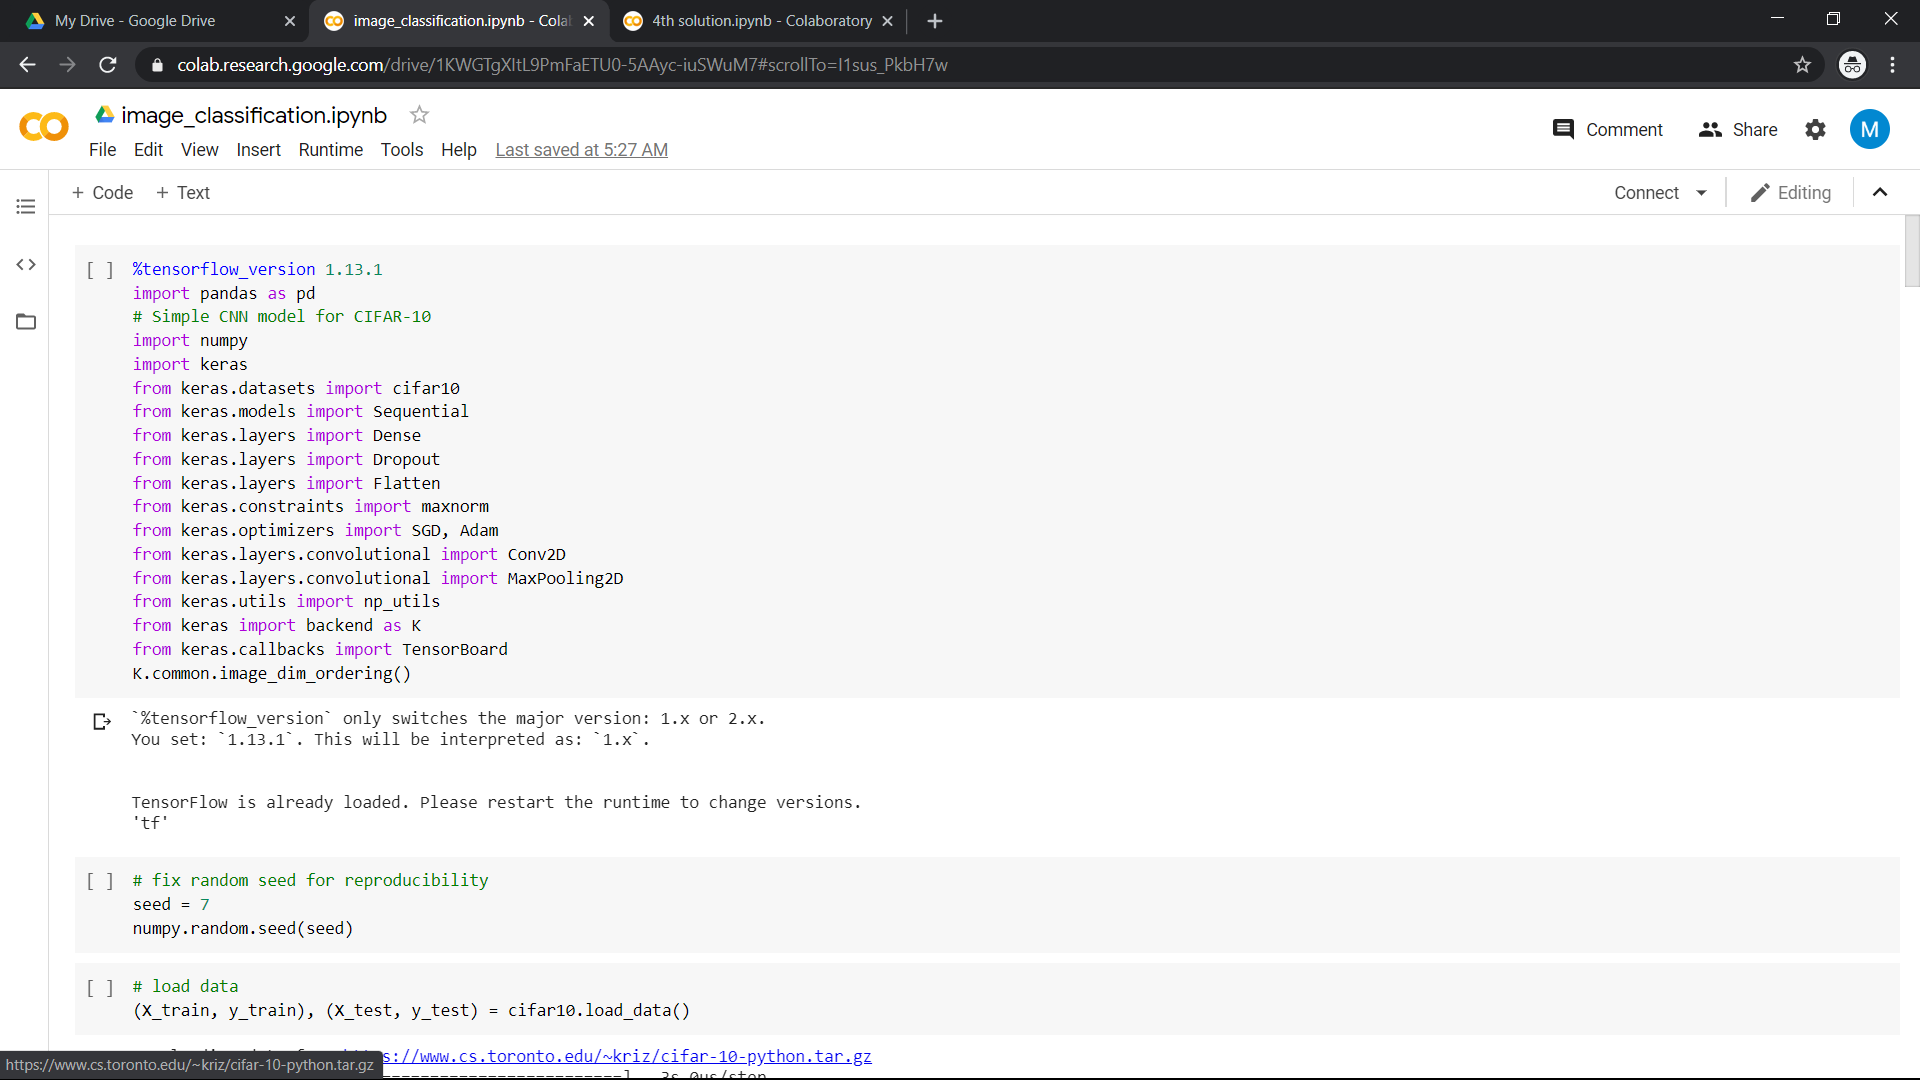 My Drive - Google Drive
image_classification.ipynb - Cola
4th solution.ipynb - Colaboratory
colab.research.google.com/drive/1KWGTgXItL9PmFaETU0-5AAyc-iuSWuM7#scrollTo=I1sus_PkbH7w
image_classification.ipynb
Comment
Share
M
File Edit View Insert Runtime Tools Help Last saved at 5:27 AM
+ Code + Text
Connect
Editing
[ ] %tensorflow_version 1.13.1
import pandas as pd
# Simple CNN model for CIFAR-10
import numpy
import keras
from keras.datasets import cifar10
from keras.models import Sequential
from keras.layers import Dense
from keras.layers import Dropout
from keras.layers import Flatten
from keras.constraints import maxnorm
from keras.optimizers import SGD, Adam
from keras.layers.convolutional import Conv2D
from keras.layers.convolutional import MaxPooling2D
from keras.utils import np_utils
from keras import backend as K
from keras.callbacks import TensorBoard
K.common.image_dim_ordering()
`%tensorflow_version` only switches the major version: 1.x or 2.x.
You set: `1.13.1`. This will be interpreted as: `1.x`.
TensorFlow is already loaded. Please restart the runtime to change versions.
'tf'
[ ] # fix random seed for reproducibility
seed = 7
numpy.random.seed(seed)
[ ] # load data
(X_train, y_train), (X_test, y_test) = cifar10.load_data()
s://www.cs.toronto.edu/~kriz/cifar-10-python.tar.gz
https://www.cs.toronto.edu/~kriz/cifar-10-python.tar.gz
=========================] - 3s 0us/step